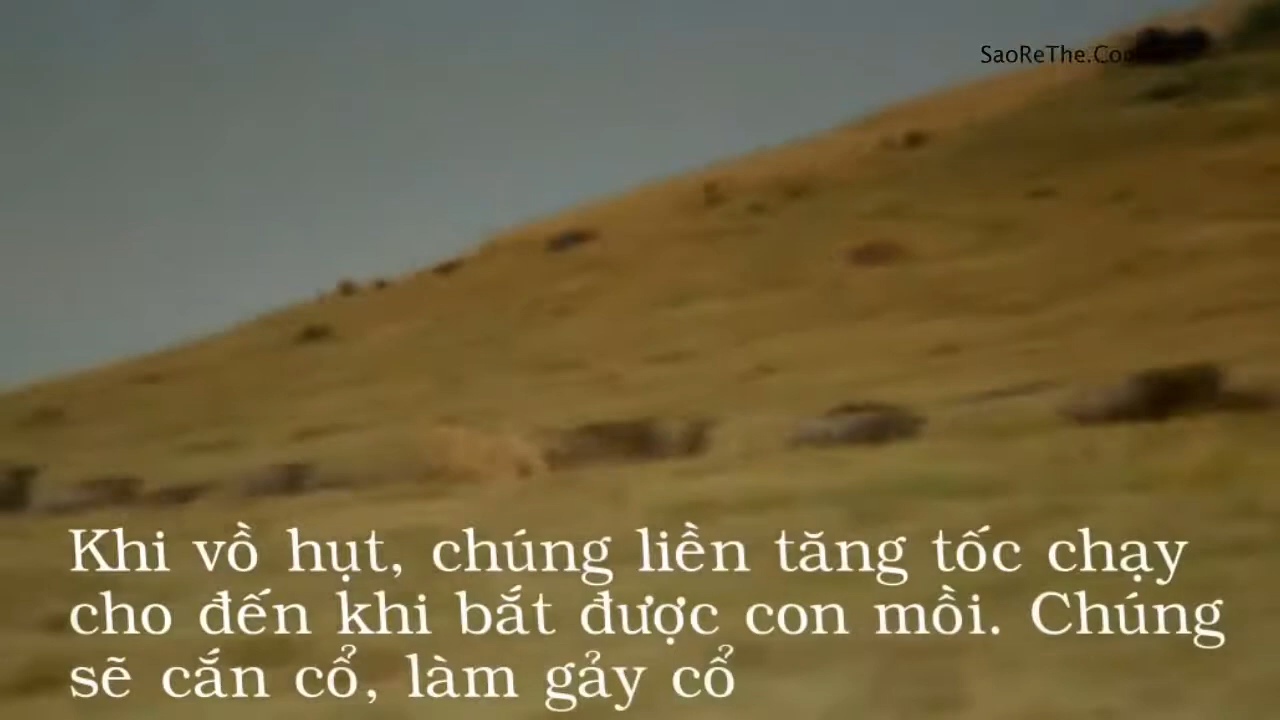 SaoReThe.Com
Khi vồ hụt, chúng liền tăng tốc chạy
cho đến khi bắt được con mồi. Chúng
sẽ cắn cổ, làm gảy cổ